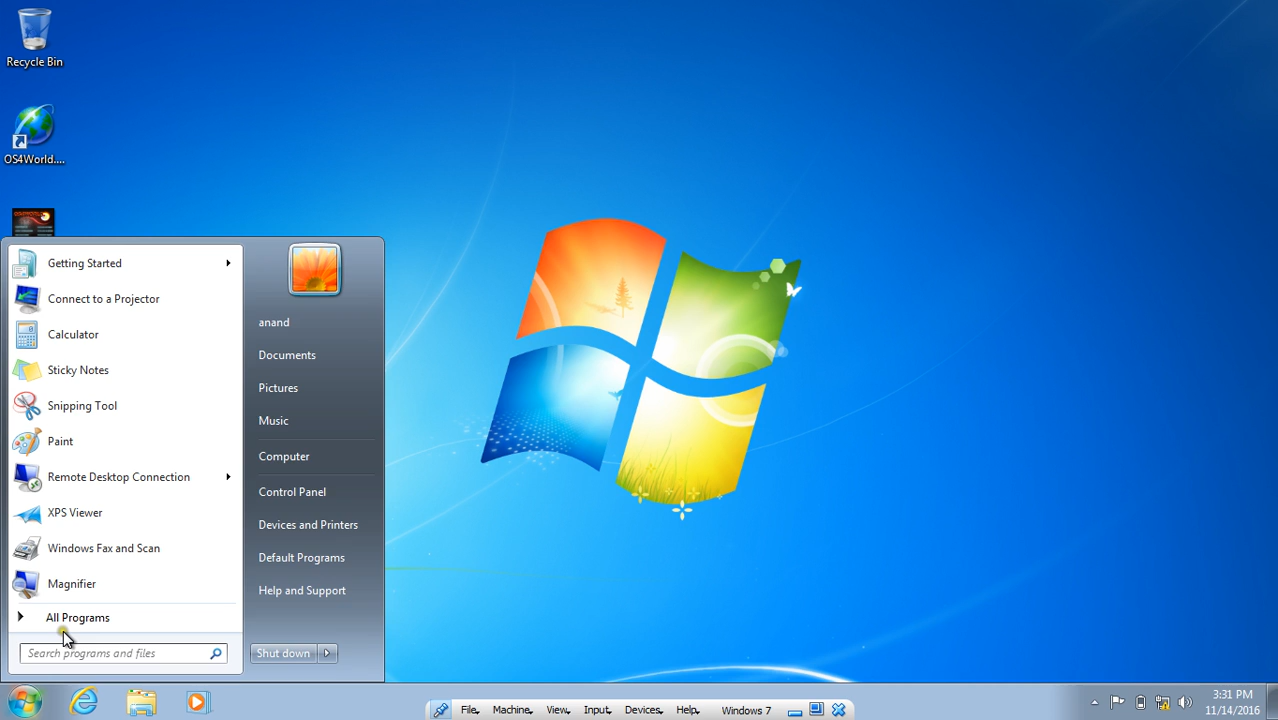 Recycle Bin
OS4World....
Getting Started
Connect to a Projector
Calculator
Sticky Notes
Snipping Tool
Paint
Remote Desktop Connection
XPS Viewer
Windows Fax and Scan
Magnifier
All Programs
Search programs and files
anand
Documents
Pictures
Music
Computer
Control Panel
Devices and Printers
Default Programs
Help and Support
Shut down
File Machine View Input Devices Help Windows 7
3:31 PM
11/14/2016